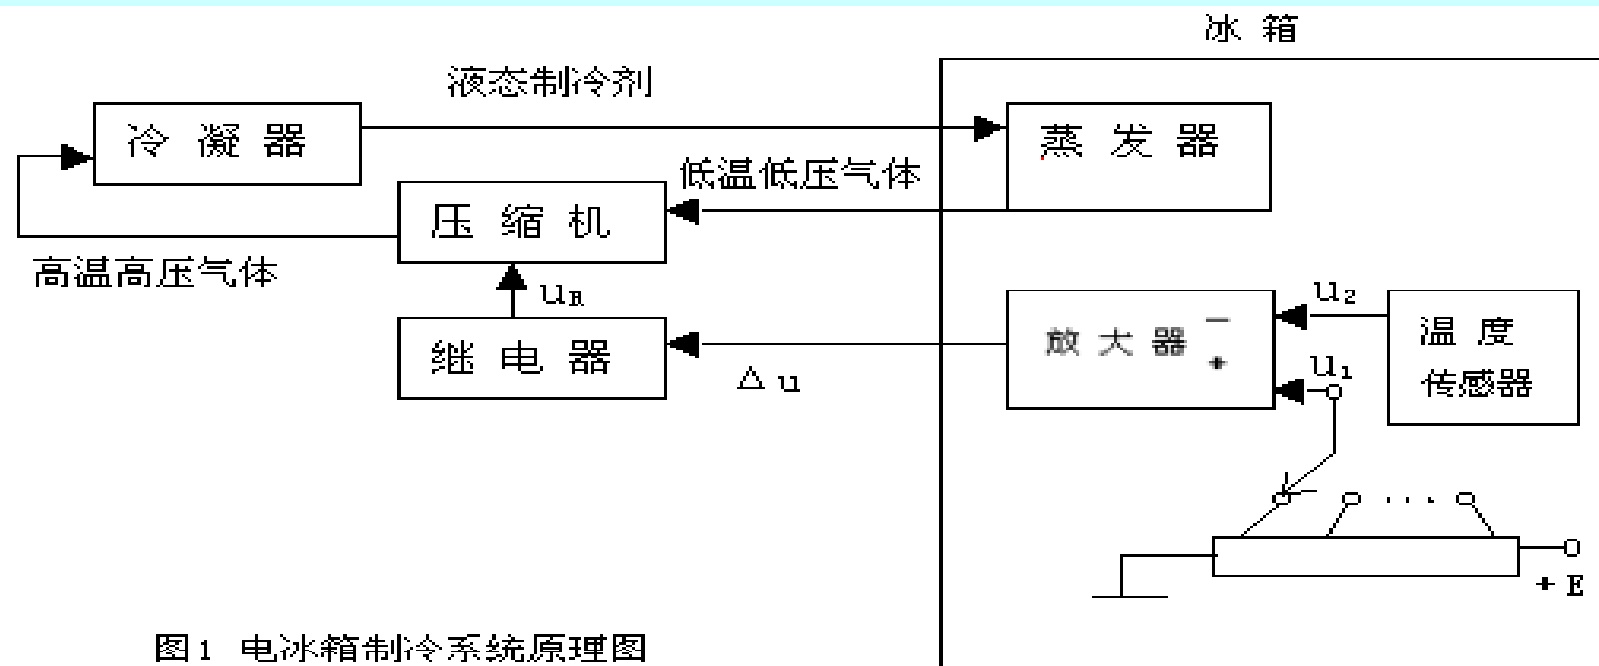 冰 箱
液态制冷剂
冷 凝 器
蒸 发 器
低温低压气体
压 缩 机
高温高压气体
uR
u2
放 大 器 －
+
温 度
传感器
继 电 器
u1
△ u
+ E
图1 电冰箱制冷系统原理图